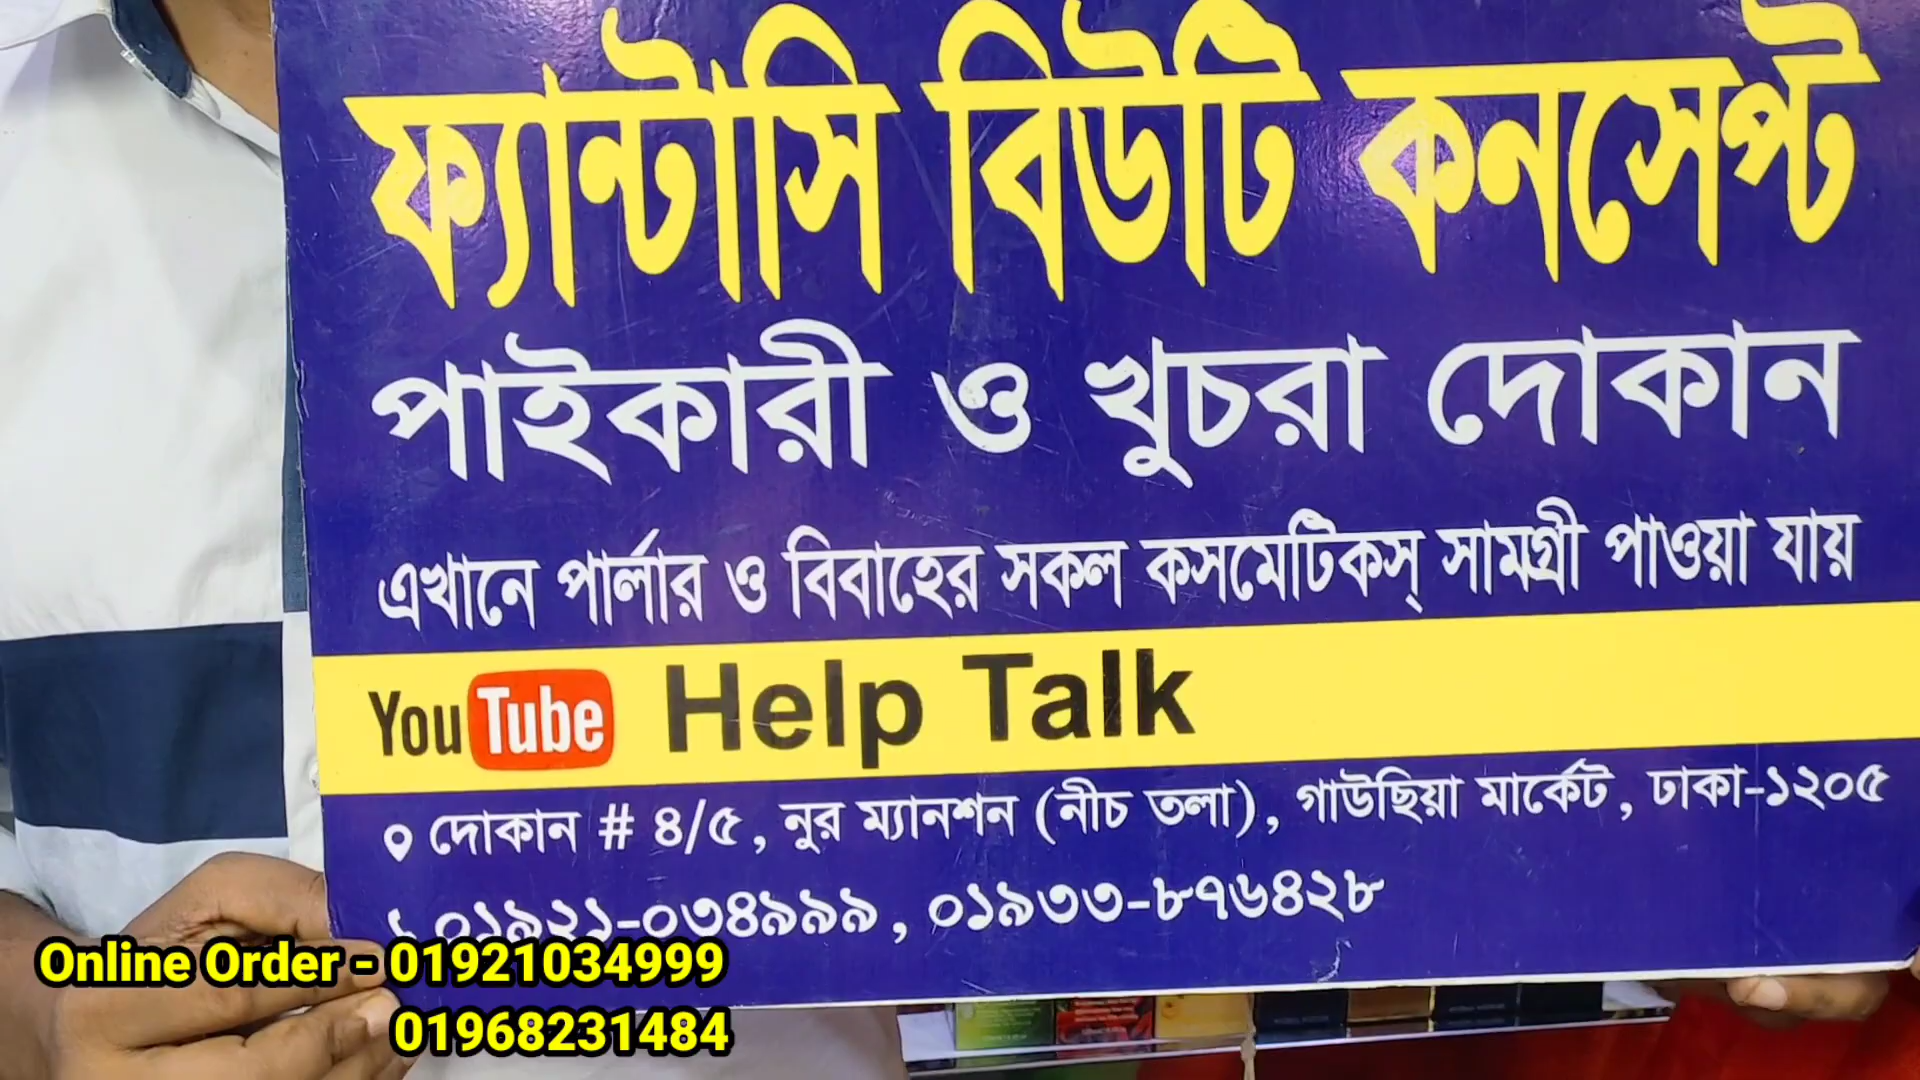 ফ্যান্টাসি বিউটি কনসেপ্ট
পাইকারী ও খুচরা দোকান
এখানে পার্লার ও বিবাহের সকল কসমেটিকস্ সামগ্রী পাওয়া যায়
YouTube Help Talk
দোকান # ৪/৫, নুর ম্যানশন (নীচ তলা), গাউছিয়া মার্কেট, ঢাকা-১২০৫
০১৯২১-০৩৪৯৯৯, ০১৯৩৩-৮৭৬৪২৮
Online Order - 01921034999
01968231484